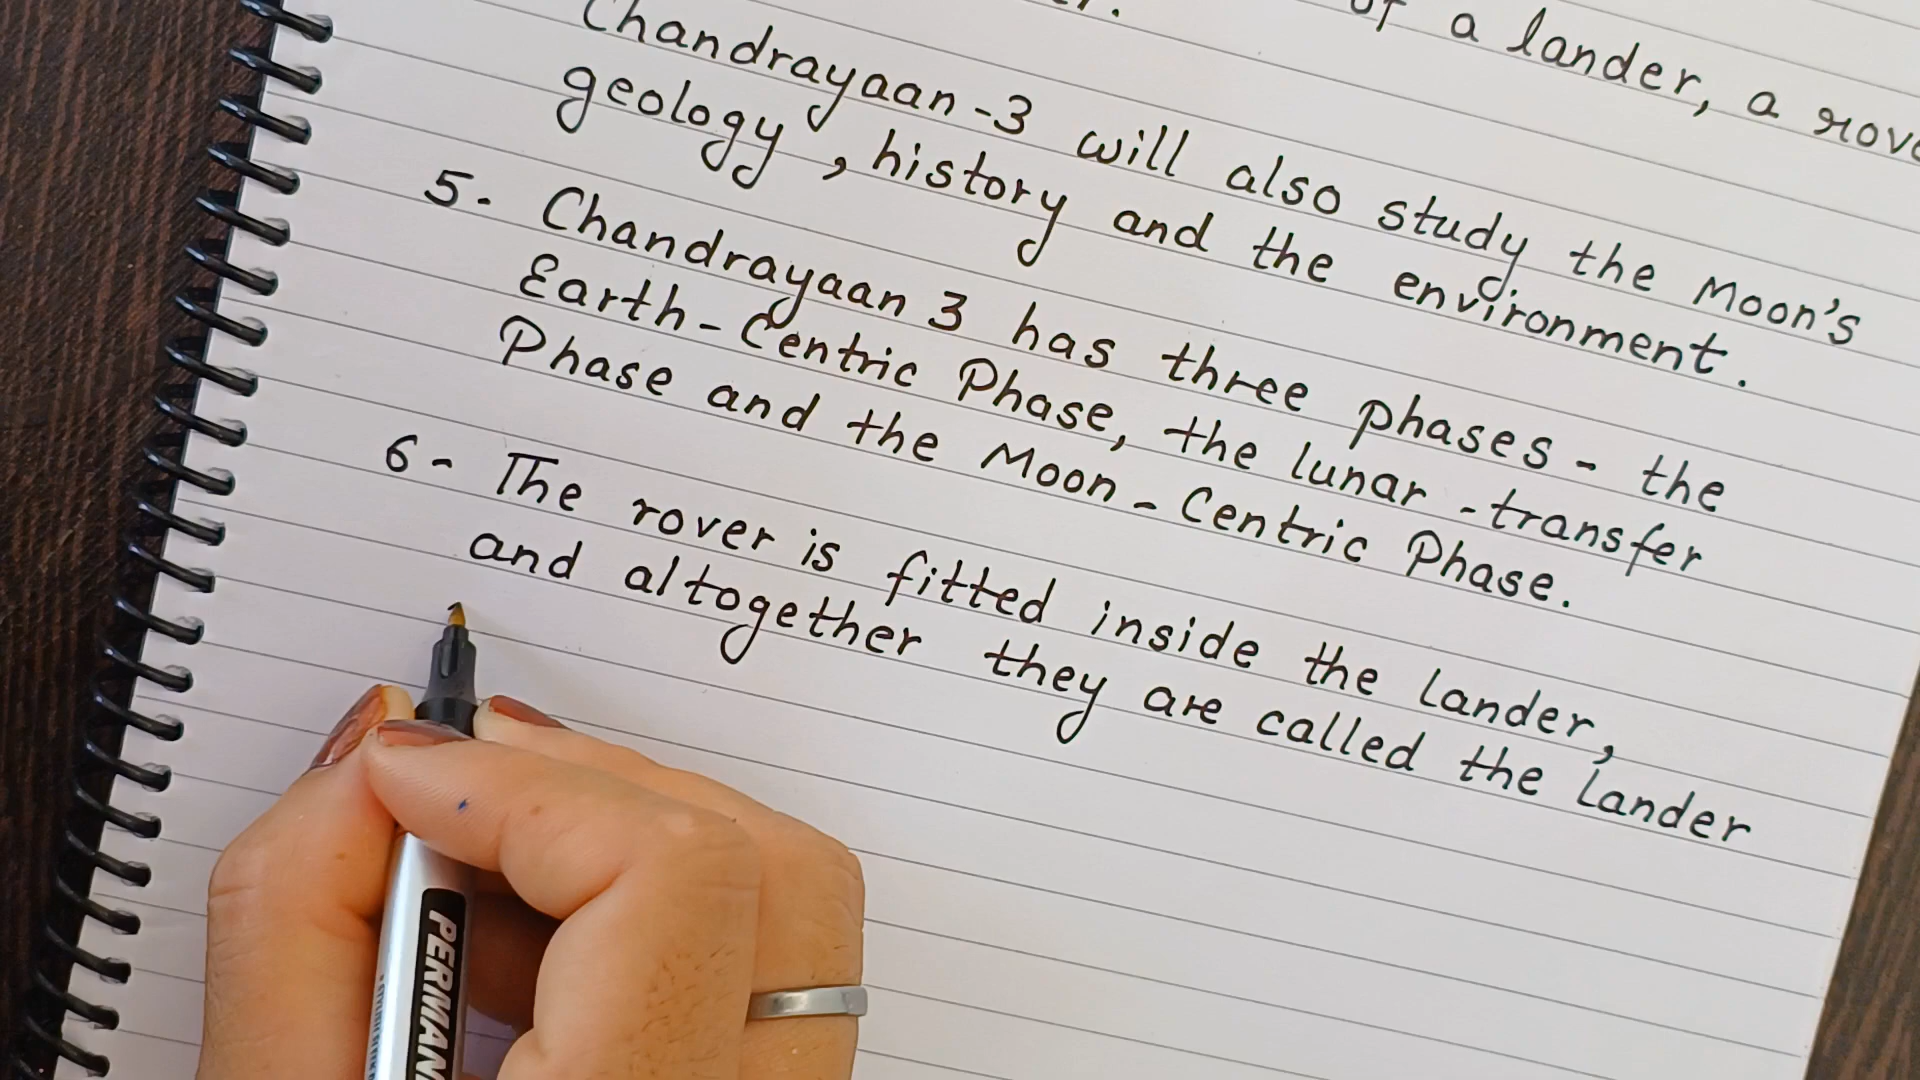 of a lander, a rov
Chandrayaan-3 will also study the Moon's
geology, history and the environment.
5. Chandrayaan 3 has three phases - the
Earth-Centric Phase, the lunar-transfer
Phase and the Moon-Centric Phase.
6- The rover is fitted inside the lander,
and altogether they are called the Lander
PERMAN